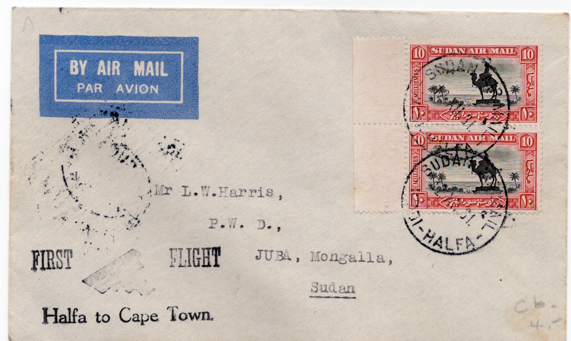 BY AIR MAIL
PAR AVION
10 SUDAN AIR MAIL 10
10 SUDAN AIR MAIL 10
SUDAN
-HALFA-
Mr L.W.Harris,
P.W.D.,
FIRST FLIGHT
JUBA, Mongalla,
Sudan
Halfa to Cape Town.